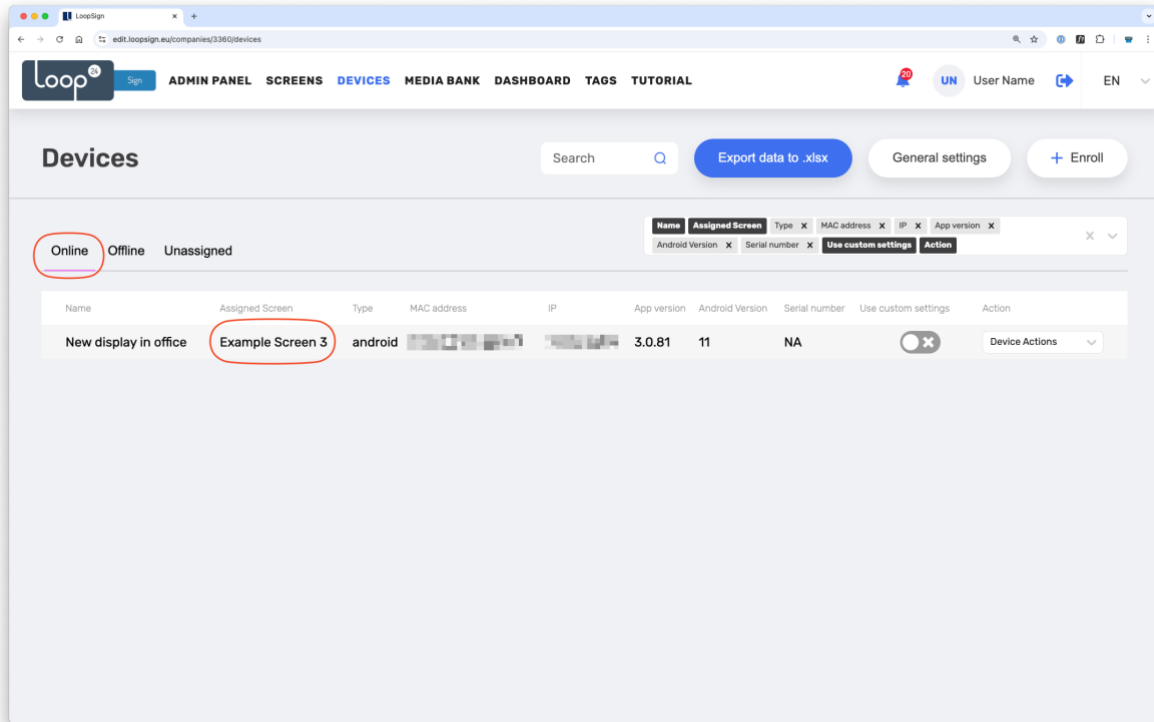 LoopSign
edit.loopsign.eu/companies/3360/devices
Loop 24 Sign ADMIN PANEL SCREENS DEVICES MEDIA BANK DASHBOARD TAGS TUTORIAL 20 UN User Name EN
Devices Search Export data to .xlsx General settings + Enroll
Name Assigned Screen Type X MAC address X IP X App version X
Online Offline Unassigned
Android Version X Serial number X Use custom settings Action
Name Assigned Screen Type MAC address IP App version Android Version Serial number Use custom settings Action
New display in office Example Screen 3 android 3.0.81 11 NA Device Actions